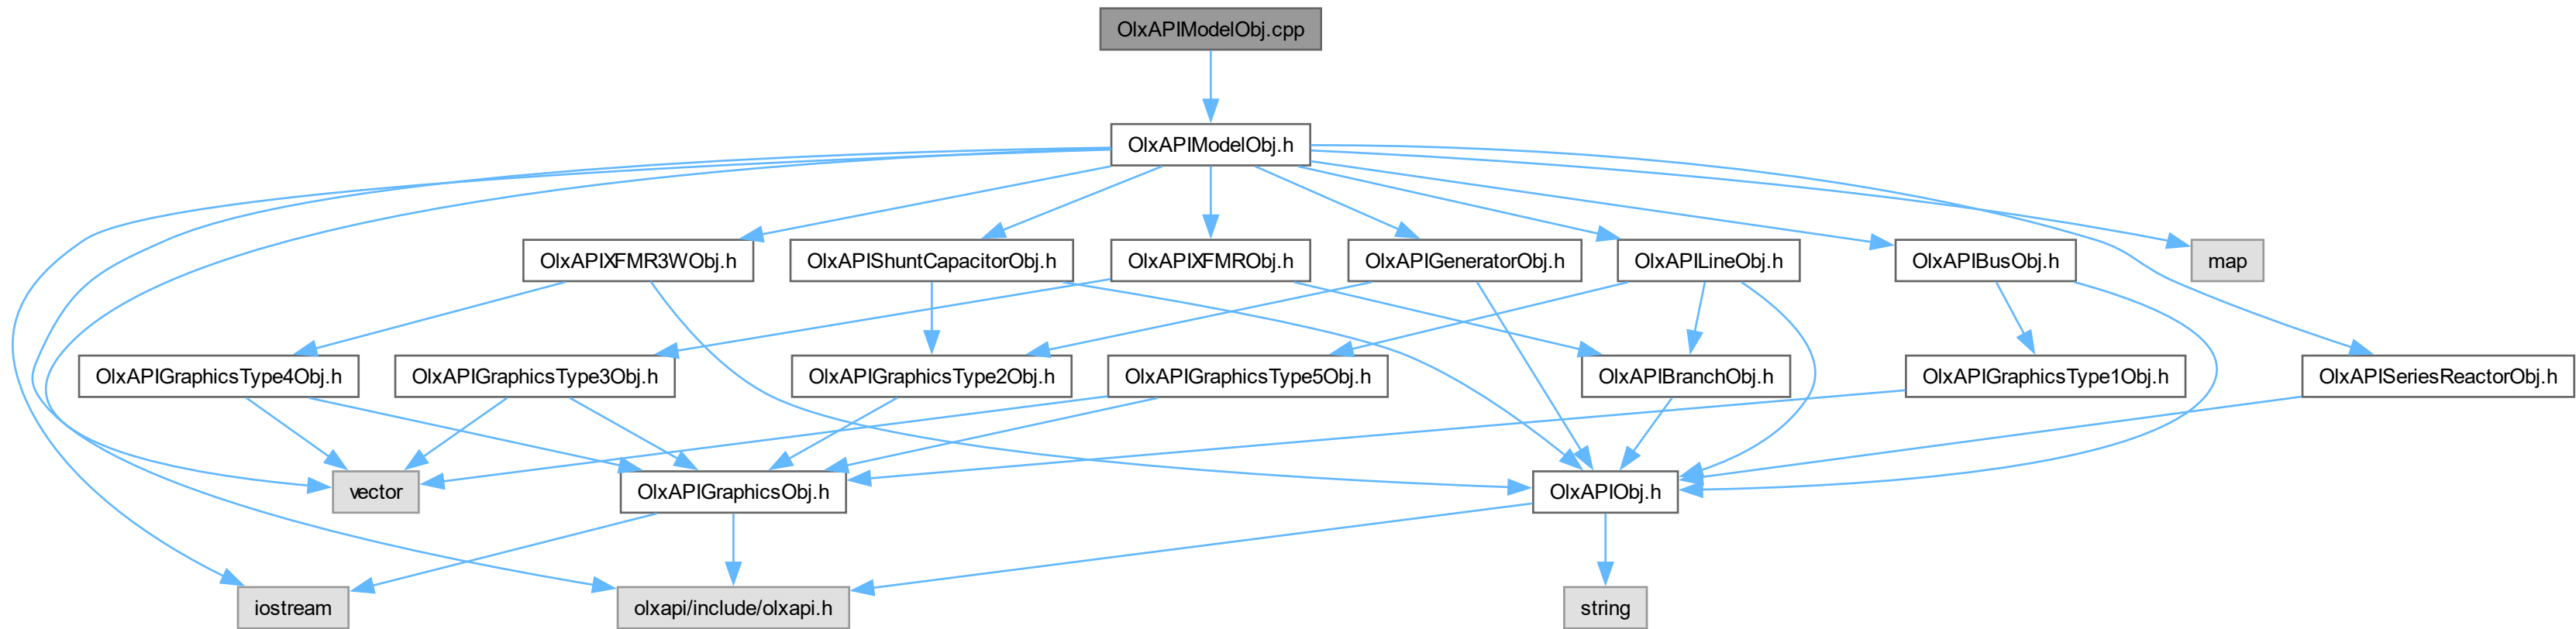 OlxAPIModelObj.cpp
OlxAPIModelObj.h
OlxAPIXFMR3WObj.h
OlxAPIShuntCapacitorObj.h
OlxAPIXFMRObj.h
OlxAPIGeneratorObj.h
OlxAPILineObj.h
OlxAPIBusObj.h
map
OlxAPIGraphicsType4Obj.h
OlxAPIGraphicsType3Obj.h
OlxAPIGraphicsType2Obj.h
OlxAPIGraphicsType5Obj.h
OlxAPIBranchObj.h
OlxAPIGraphicsType1Obj.h
OlxAPISeriesReactorObj.h
vector
OlxAPIGraphicsObj.h
OlxAPIObj.h
iostream
olxapi/include/olxapi.h
string